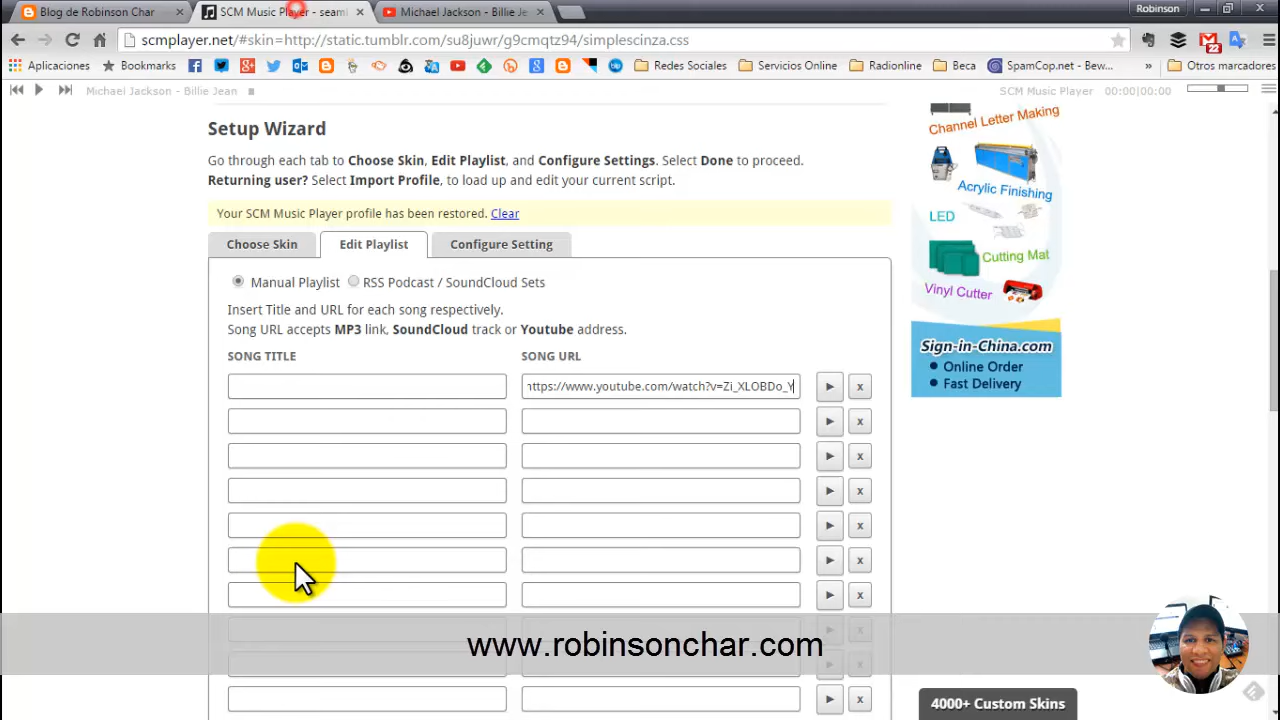 Blog de Robinson Char
SCM Music Player - seaml
Michael Jackson - Billie Je
Robinson
scmplayer.net/#skin=http://static.tumblr.com/su8juwr/g9cmqtz94/simplescinza.css
22
Aplicaciones
Bookmarks
Redes Sociales
Servicios Online
Radionline
Beca
SpamCop.net - Bew...
»
Otros marcadores
Michael Jackson - Billie Jean
SCM Music Player 00:00|00:00
Setup Wizard
Go through each tab to Choose Skin, Edit Playlist, and Configure Settings. Select Done to proceed.
Returning user? Select Import Profile, to load up and edit your current script.
Your SCM Music Player profile has been restored. Clear
Choose Skin
Edit Playlist
Configure Setting
Manual Playlist
RSS Podcast / SoundCloud Sets
Insert Title and URL for each song respectively.
Song URL accepts MP3 link, SoundCloud track or Youtube address.
SONG TITLE
SONG URL
https://www.youtube.com/watch?v=Zi_XLOBDo_Y
x
x
x
x
x
x
x
x
x
x
Channel Letter Making
Acrylic Finishing
LED
Cutting Mat
Vinyl Cutter
Sign-in-China.com
Online Order
Fast Delivery
www.robinsonchar.com
4000+ Custom Skins